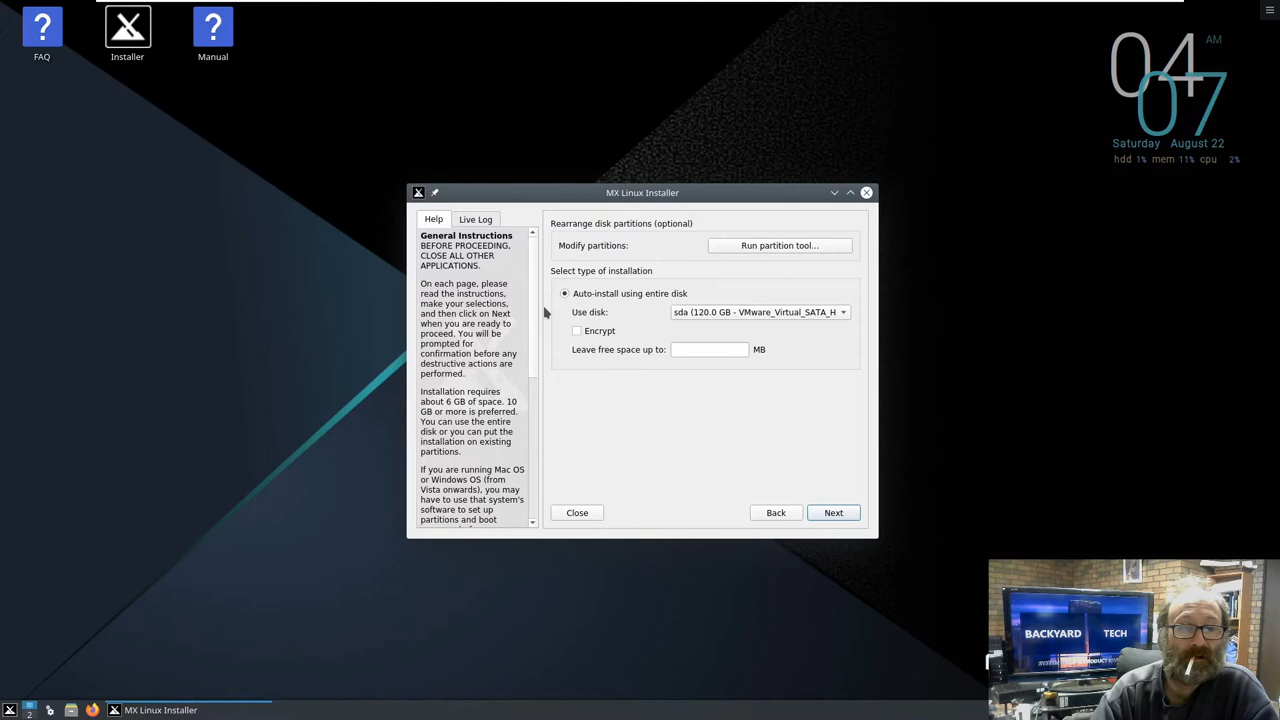 FAQ
Installer
Manual
04 AM
07
Saturday August 22
hdd 1% mem 11% cpu 2%
MX Linux Installer
Help
Live Log
General Instructions
BEFORE PROCEEDING,
CLOSE ALL OTHER
APPLICATIONS.
On each page, please
read the instructions,
make your selections,
and then click on Next
when you are ready to
proceed. You will be
prompted for
confirmation before any
destructive actions are
performed.
Installation requires
about 6 GB of space. 10
GB or more is preferred.
You can use the entire
disk or you can put the
installation on existing
partitions.
If you are running Mac OS
or Windows OS (from
Vista onwards), you may
have to use that system's
software to set up
partitions and boot
Rearrange disk partitions (optional)
Modify partitions:
Run partition tool...
Select type of installation
Auto-install using entire disk
Use disk:
sda (120.0 GB - VMware_Virtual_SATA_H
Encrypt
Leave free space up to:
MB
Close
Back
Next
BACKYARD
TECH
2
MX Linux Installer